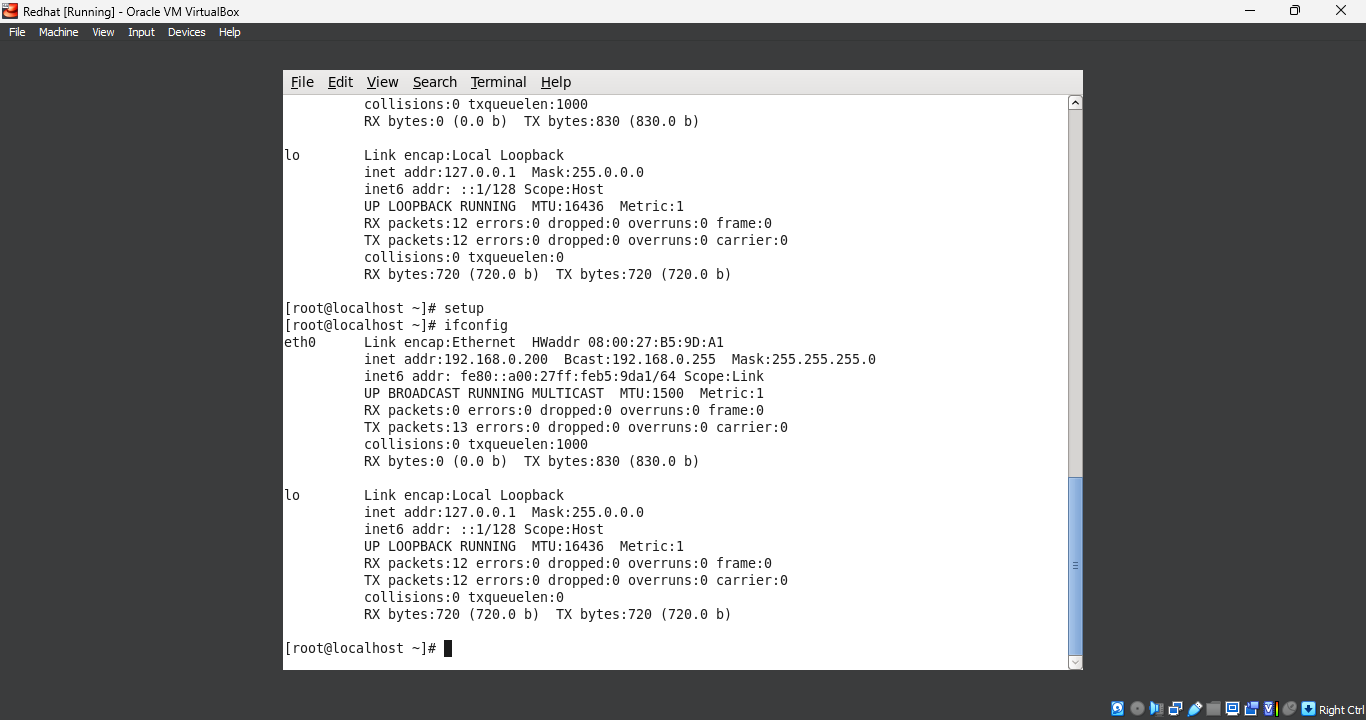 Redhat [Running] - Oracle VM VirtualBox
File Machine View Input Devices Help
File Edit View Search Terminal Help
collisions:0 txqueuelen:1000
RX bytes:0 (0.0 b)  TX bytes:830 (830.0 b)
lo        Link encap:Local Loopback
inet addr:127.0.0.1  Mask:255.0.0.0
inet6 addr: ::1/128 Scope:Host
UP LOOPBACK RUNNING  MTU:16436  Metric:1
RX packets:12 errors:0 dropped:0 overruns:0 frame:0
TX packets:12 errors:0 dropped:0 overruns:0 carrier:0
collisions:0 txqueuelen:0
RX bytes:720 (720.0 b)  TX bytes:720 (720.0 b)
[root@localhost ~]# setup
[root@localhost ~]# ifconfig
eth0      Link encap:Ethernet  HWaddr 08:00:27:B5:9D:A1
inet addr:192.168.0.200  Bcast:192.168.0.255  Mask:255.255.255.0
inet6 addr: fe80::a00:27ff:feb5:9da1/64 Scope:Link
UP BROADCAST RUNNING MULTICAST  MTU:1500  Metric:1
RX packets:0 errors:0 dropped:0 overruns:0 frame:0
TX packets:13 errors:0 dropped:0 overruns:0 carrier:0
collisions:0 txqueuelen:1000
RX bytes:0 (0.0 b)  TX bytes:830 (830.0 b)
lo        Link encap:Local Loopback
inet addr:127.0.0.1  Mask:255.0.0.0
inet6 addr: ::1/128 Scope:Host
UP LOOPBACK RUNNING  MTU:16436  Metric:1
RX packets:12 errors:0 dropped:0 overruns:0 frame:0
TX packets:12 errors:0 dropped:0 overruns:0 carrier:0
collisions:0 txqueuelen:0
RX bytes:720 (720.0 b)  TX bytes:720 (720.0 b)
[root@localhost ~]#
Right Ctrl